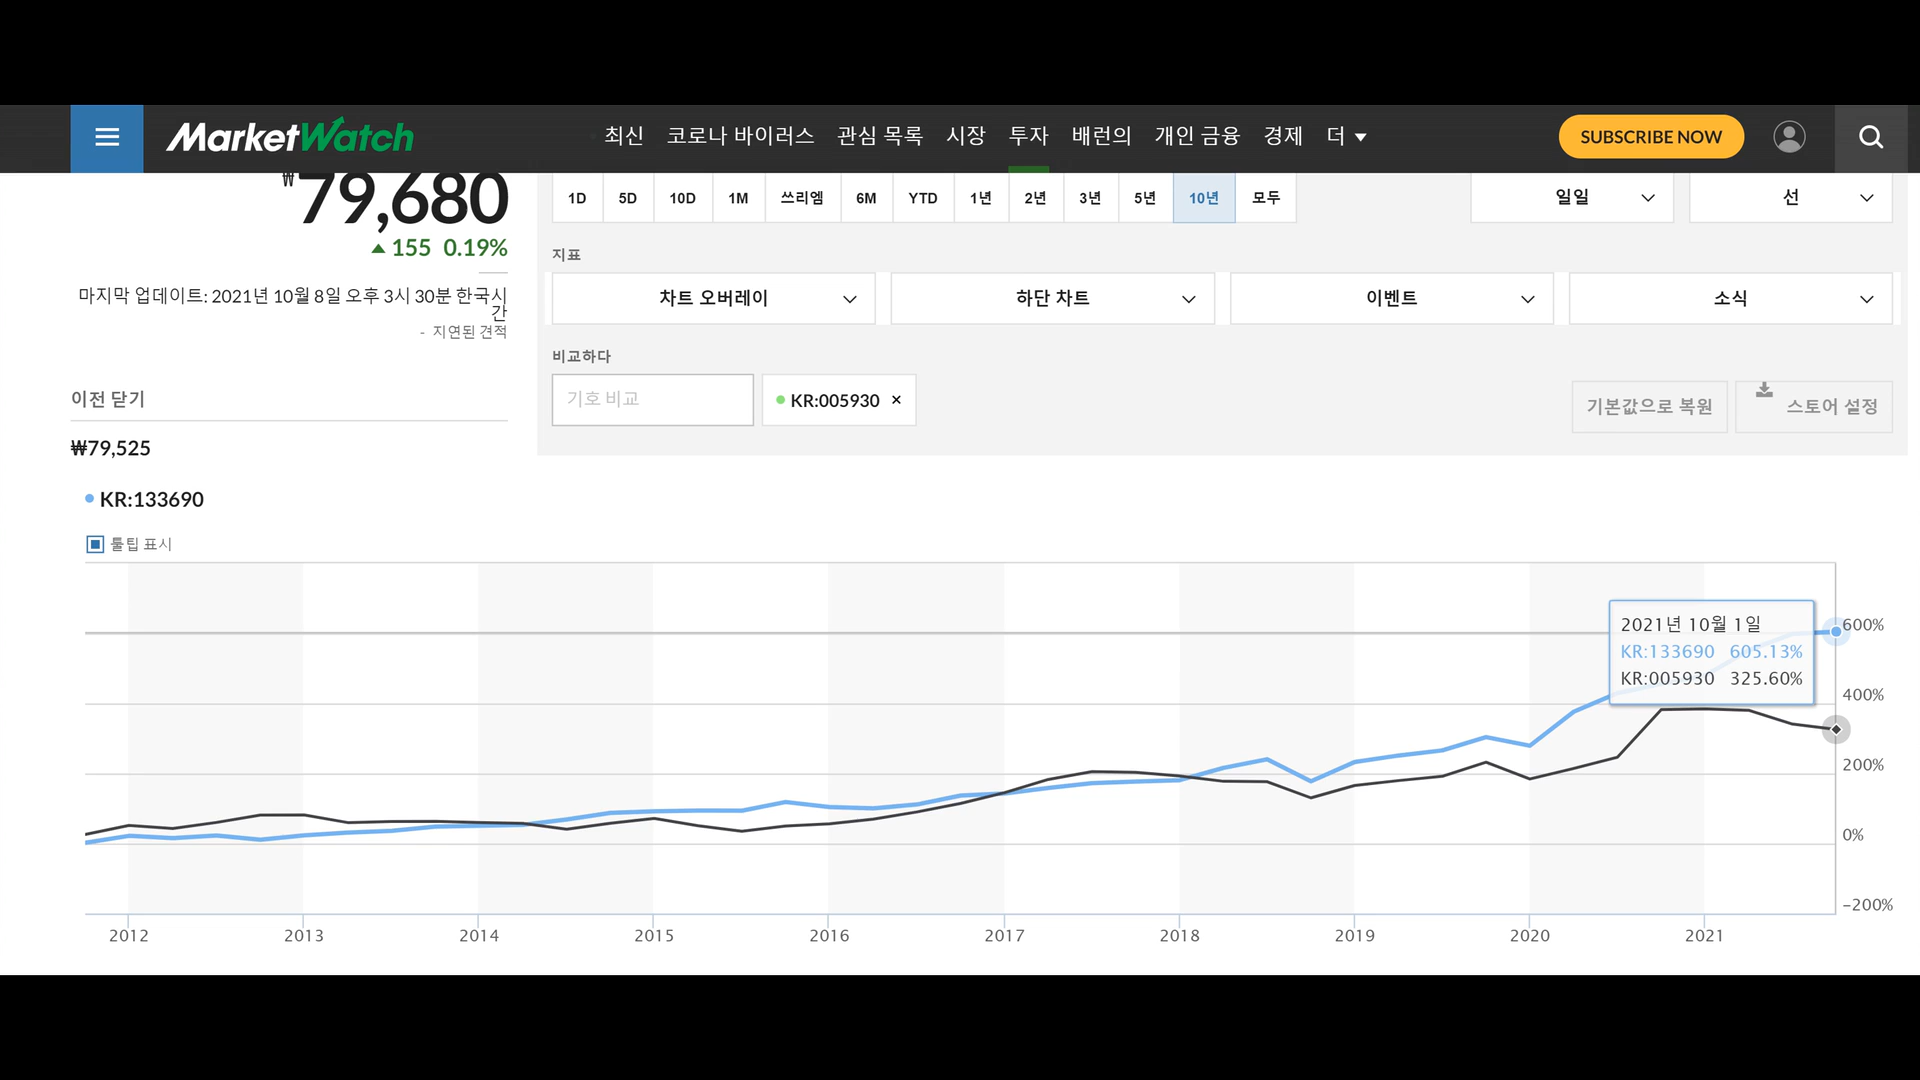 MarketWatch
최신 코로나 바이러스 관심 목록 시장 투자 배런의 개인 금융 경제 더
SUBSCRIBE NOW
₩79,680
155 0.19%
마지막 업데이트: 2021년 10월 8일 오후 3시 30분 한국시
간
- 지연된 견적
이전 닫기
₩79,525
1D 5D 10D 1M 쓰리엠 6M YTD 1년 2년 3년 5년 10년 모두
일일 선
지표
차트 오버레이 하단 차트 이벤트 소식
비교하다
기호 비교 KR:005930 ×
기본값으로 복원 스토어 설정
KR:133690
툴팁 표시
2021년 10월 1일
KR:133690 605.13%
KR:005930 325.60%
600%
400%
200%
0%
-200%
2012 2013 2014 2015 2016 2017 2018 2019 2020 2021